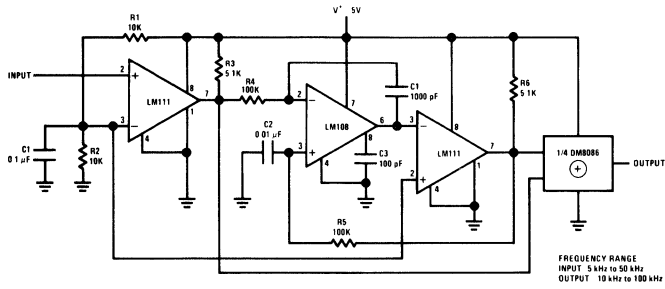 V+ 5V
R1
10K
R3
5 1K
R4
100K
C1
1000 pF
R6
5 1K
INPUT
2
+
8
LM111
7
1
3
−
4
2
−
7
LM108
6
8
3
+
4
3
−
8
LM111
7
1
2
+
4
1/4 DM8086
+
OUTPUT
C1
0 1 μF
R2
10K
C2
0 01 μF
C3
100 pF
R5
100K
FREQUENCY RANGE
INPUT 5 kHz to 50 kHz
OUTPUT 10 kHz to 100 kHz